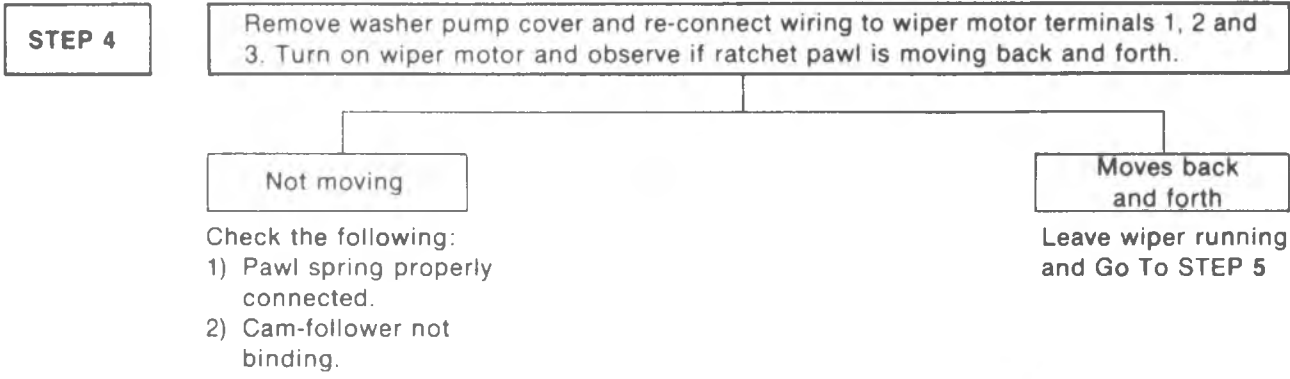 STEP 4
Remove washer pump cover and re-connect wiring to wiper motor terminals 1, 2 and
3. Turn on wiper motor and observe if ratchet pawl is moving back and forth.
Not moving
Check the following:
1) Pawl spring properly
connected.
2) Cam-follower not
binding.
Moves back
and forth
Leave wiper running
and Go To STEP 5